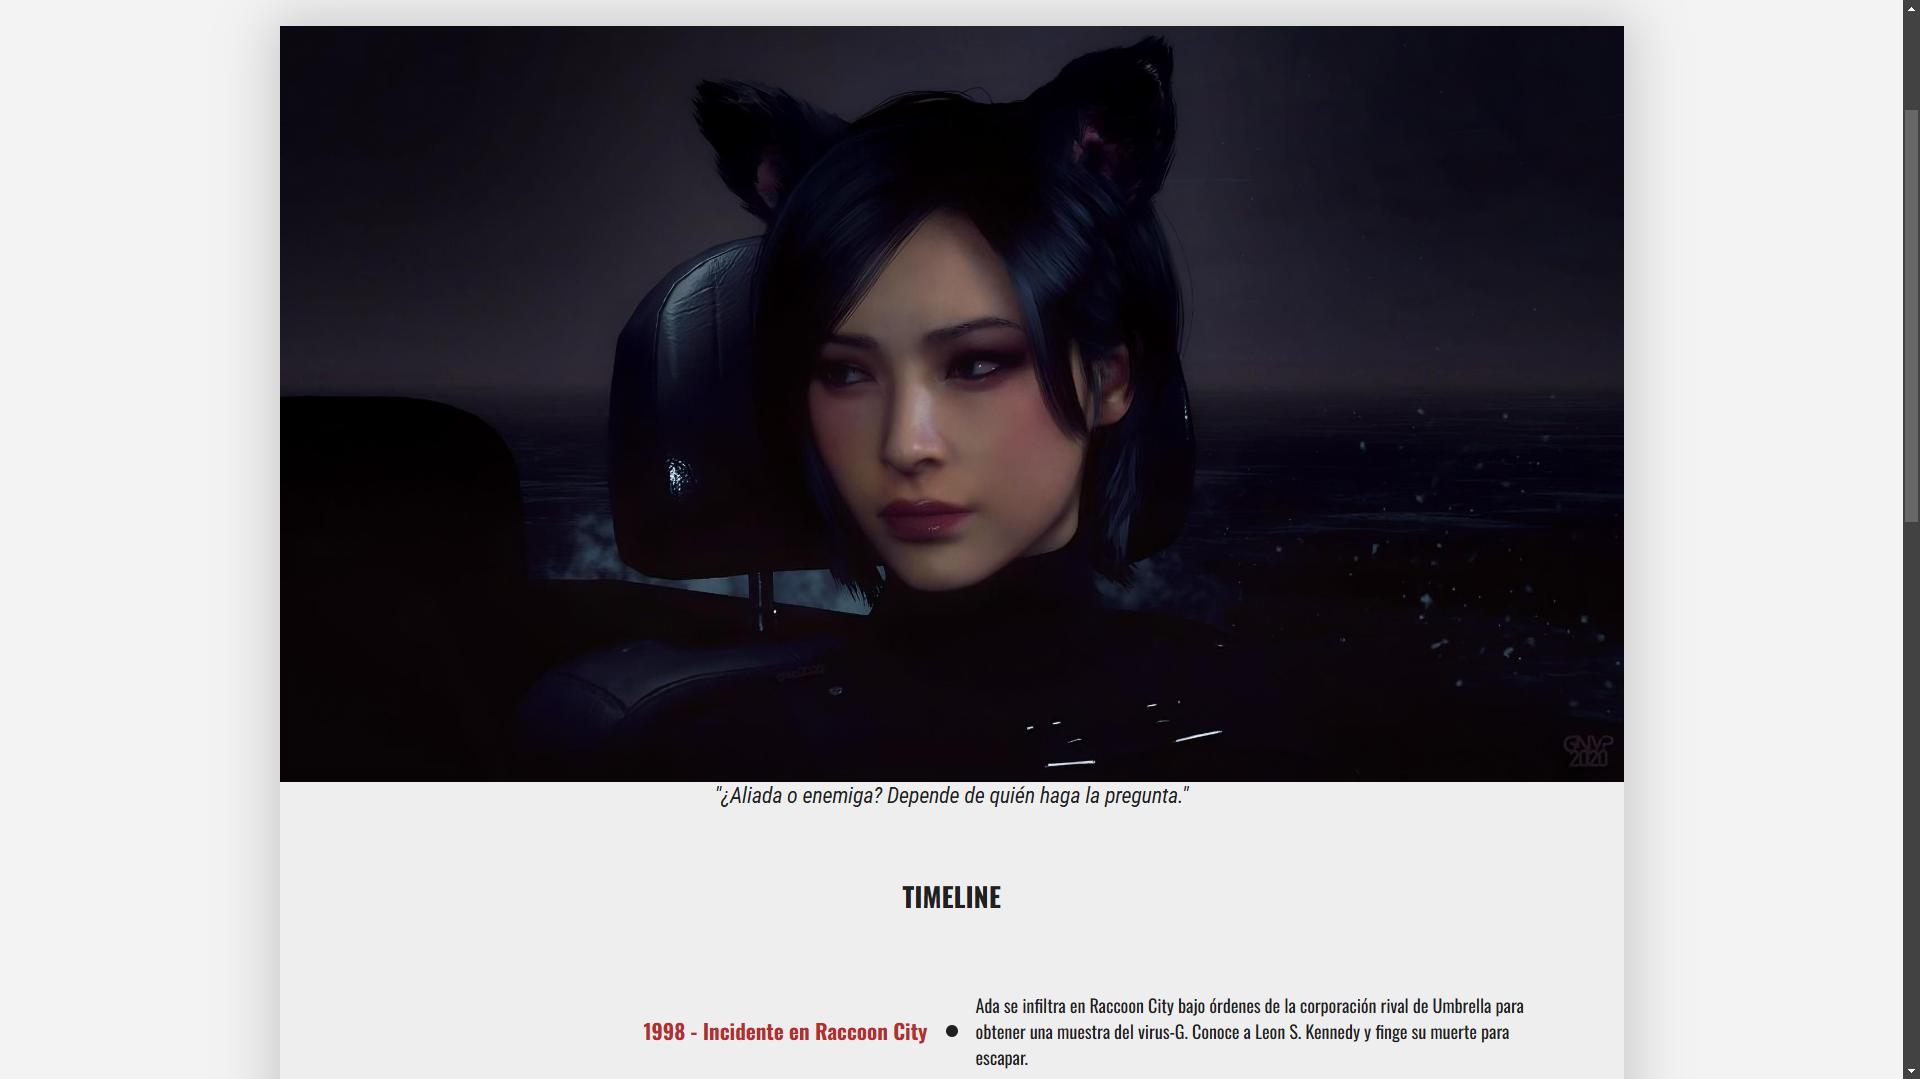 GNVP
2020
"¿Aliada o enemiga? Depende de quién haga la pregunta."
TIMELINE
1998 - Incidente en Raccoon City
Ada se infiltra en Raccoon City bajo órdenes de la corporación rival de Umbrella para
obtener una muestra del virus-G. Conoce a Leon S. Kennedy y finge su muerte para
escapar.